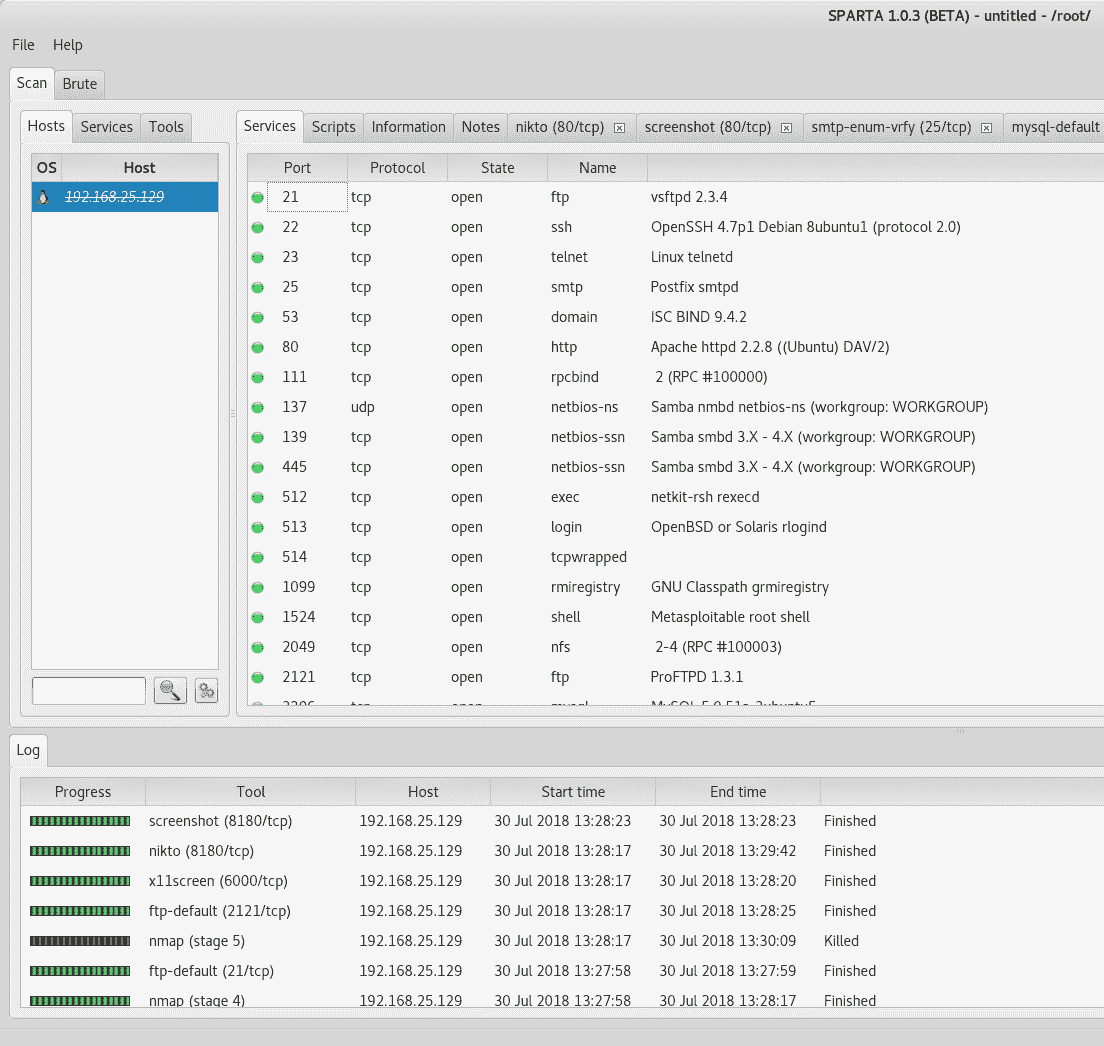 SPARTA 1.0.3 (BETA) - untitled - /root/
File Help
Scan Brute
Hosts Services Tools
Services Scripts Information Notes nikto (80/tcp) screenshot (80/tcp) smtp-enum-vrfy (25/tcp) mysql-default
OS Host
192.168.25.129
Port Protocol State Name
21 tcp open ftp vsftpd 2.3.4
22 tcp open ssh OpenSSH 4.7p1 Debian 8ubuntu1 (protocol 2.0)
23 tcp open telnet Linux telnetd
25 tcp open smtp Postfix smtpd
53 tcp open domain ISC BIND 9.4.2
80 tcp open http Apache httpd 2.2.8 ((Ubuntu) DAV/2)
111 tcp open rpcbind 2 (RPC #100000)
137 udp open netbios-ns Samba nmbd netbios-ns (workgroup: WORKGROUP)
139 tcp open netbios-ssn Samba smbd 3.X - 4.X (workgroup: WORKGROUP)
445 tcp open netbios-ssn Samba smbd 3.X - 4.X (workgroup: WORKGROUP)
512 tcp open exec netkit-rsh rexecd
513 tcp open login OpenBSD or Solaris rlogind
514 tcp open tcpwrapped
1099 tcp open rmiregistry GNU Classpath grmiregistry
1524 tcp open shell Metasploitable root shell
2049 tcp open nfs 2-4 (RPC #100003)
2121 tcp open ftp ProFTPD 1.3.1
Log
Progress Tool Host Start time End time
screenshot (8180/tcp) 192.168.25.129 30 Jul 2018 13:28:23 30 Jul 2018 13:28:23 Finished
nikto (8180/tcp) 192.168.25.129 30 Jul 2018 13:28:17 30 Jul 2018 13:29:42 Finished
x11screen (6000/tcp) 192.168.25.129 30 Jul 2018 13:28:17 30 Jul 2018 13:28:20 Finished
ftp-default (2121/tcp) 192.168.25.129 30 Jul 2018 13:28:17 30 Jul 2018 13:28:25 Finished
nmap (stage 5) 192.168.25.129 30 Jul 2018 13:28:17 30 Jul 2018 13:30:09 Killed
ftp-default (21/tcp) 192.168.25.129 30 Jul 2018 13:27:58 30 Jul 2018 13:27:59 Finished
nmap (stage 4) 192.168.25.129 30 Jul 2018 13:27:58 30 Jul 2018 13:28:17 Finished